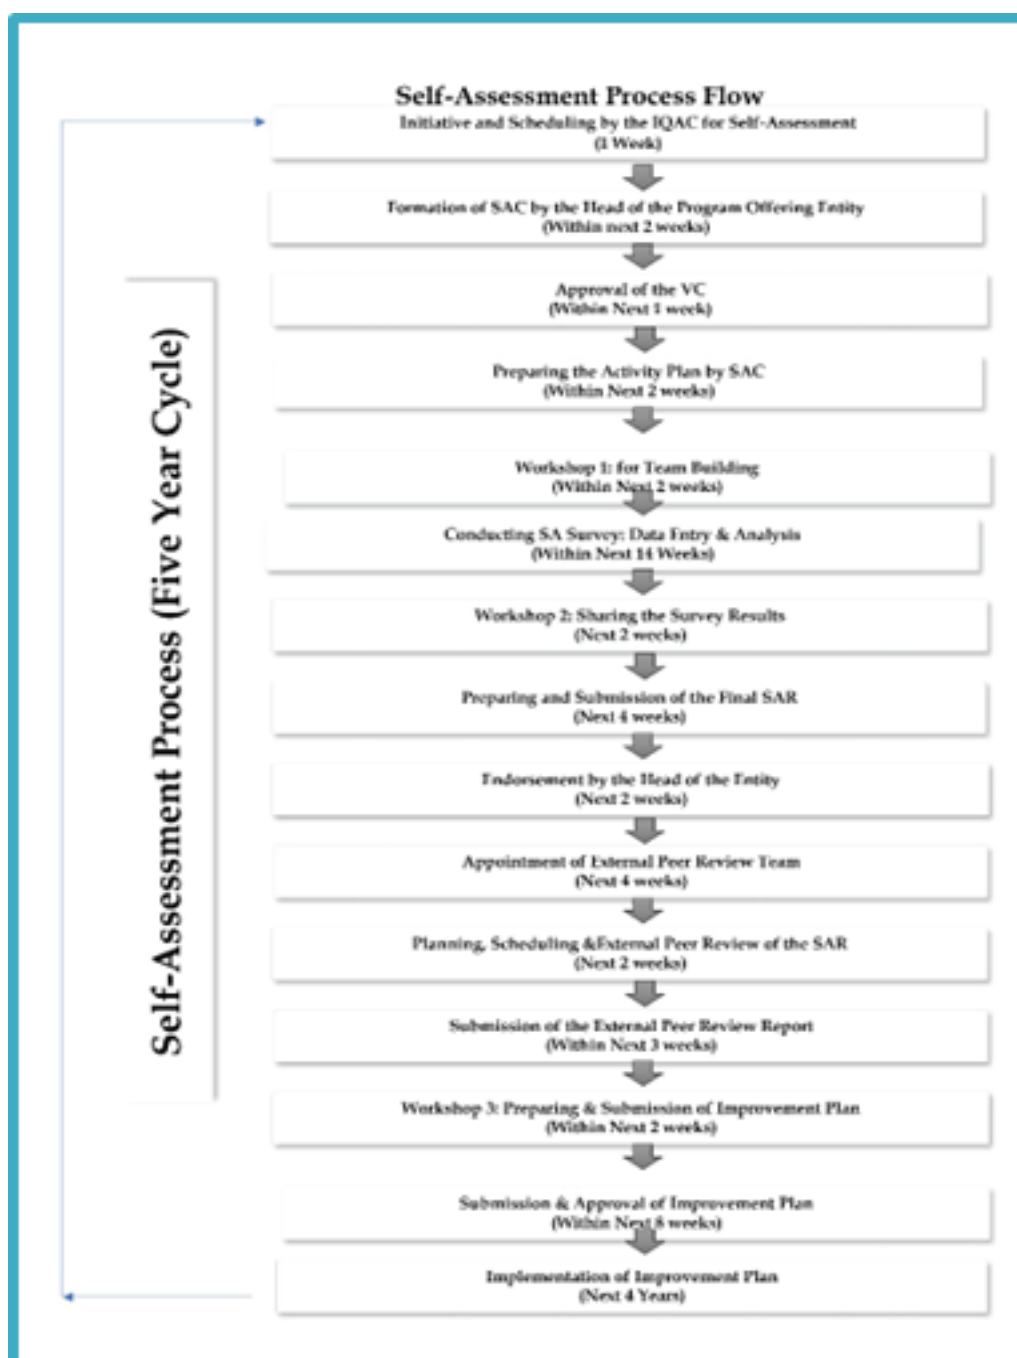 Self-Assessment Process Flow
Initiative and Scheduling by the IQAC for Self-Assessment
(1 Week)
Formation of SAC by the Head of the Program Offering Entity
(Within next 2 weeks)
Approval of the VC
(Within Next 1 week)
Preparing the Activity Plan by SAC
(Within Next 2 weeks)
Workshop 1: for Team Building
(Within Next 2 weeks)
Conducting SA Survey: Data Entry & Analysis
(Within Next 14 Weeks)
Workshop 2: Sharing the Survey Results
(Next 2 weeks)
Preparing and Submission of the Final SAR
(Next 4 weeks)
Endorsement by the Head of the Entity
(Next 2 weeks)
Appointment of External Peer Review Team
(Next 4 weeks)
Planning, Scheduling &External Peer Review of the SAR
(Next 2 weeks)
Submission of the External Peer Review Report
(Within Next 3 weeks)
Workshop 3: Preparing & Submission of Improvement Plan
(Within Next 2 weeks)
Submission & Approval of Improvement Plan
(Within Next 8 weeks)
Implementation of Improvement Plan
(Next 4 Years)
Self-Assessment Process (Five Year Cycle)